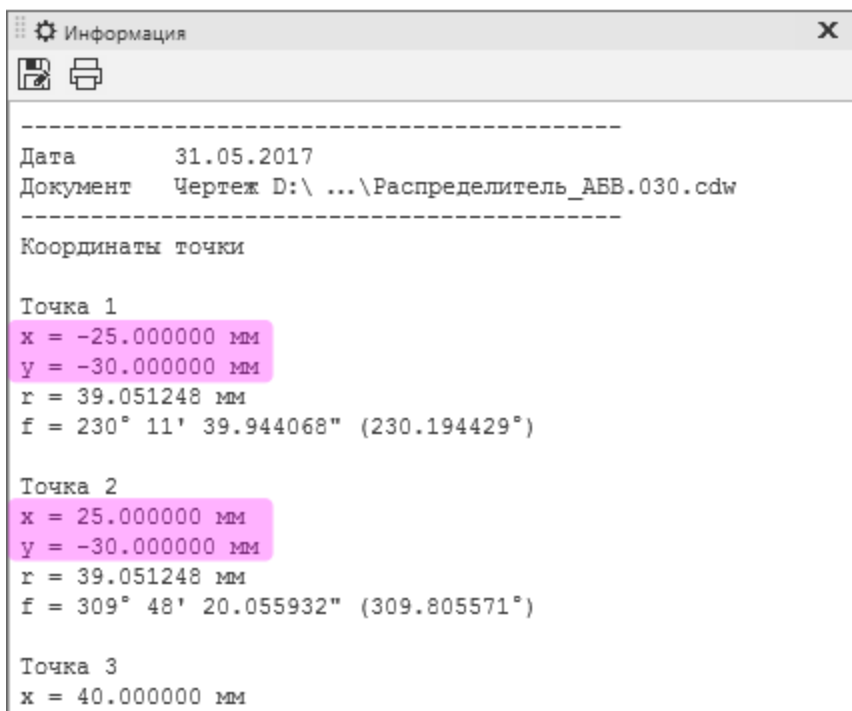 Информация
-------------------------------------------
Дата       31.05.2017
Документ   Чертеж D:\ ...\Распределитель_АБВ.030.cdw
-------------------------------------------
Координаты точки
Точка 1
x = -25.000000 мм
y = -30.000000 мм
r = 39.051248 мм
f = 230° 11' 39.944068" (230.194429°)
Точка 2
x = 25.000000 мм
y = -30.000000 мм
r = 39.051248 мм
f = 309° 48' 20.055932" (309.805571°)
Точка 3
x = 40.000000 мм